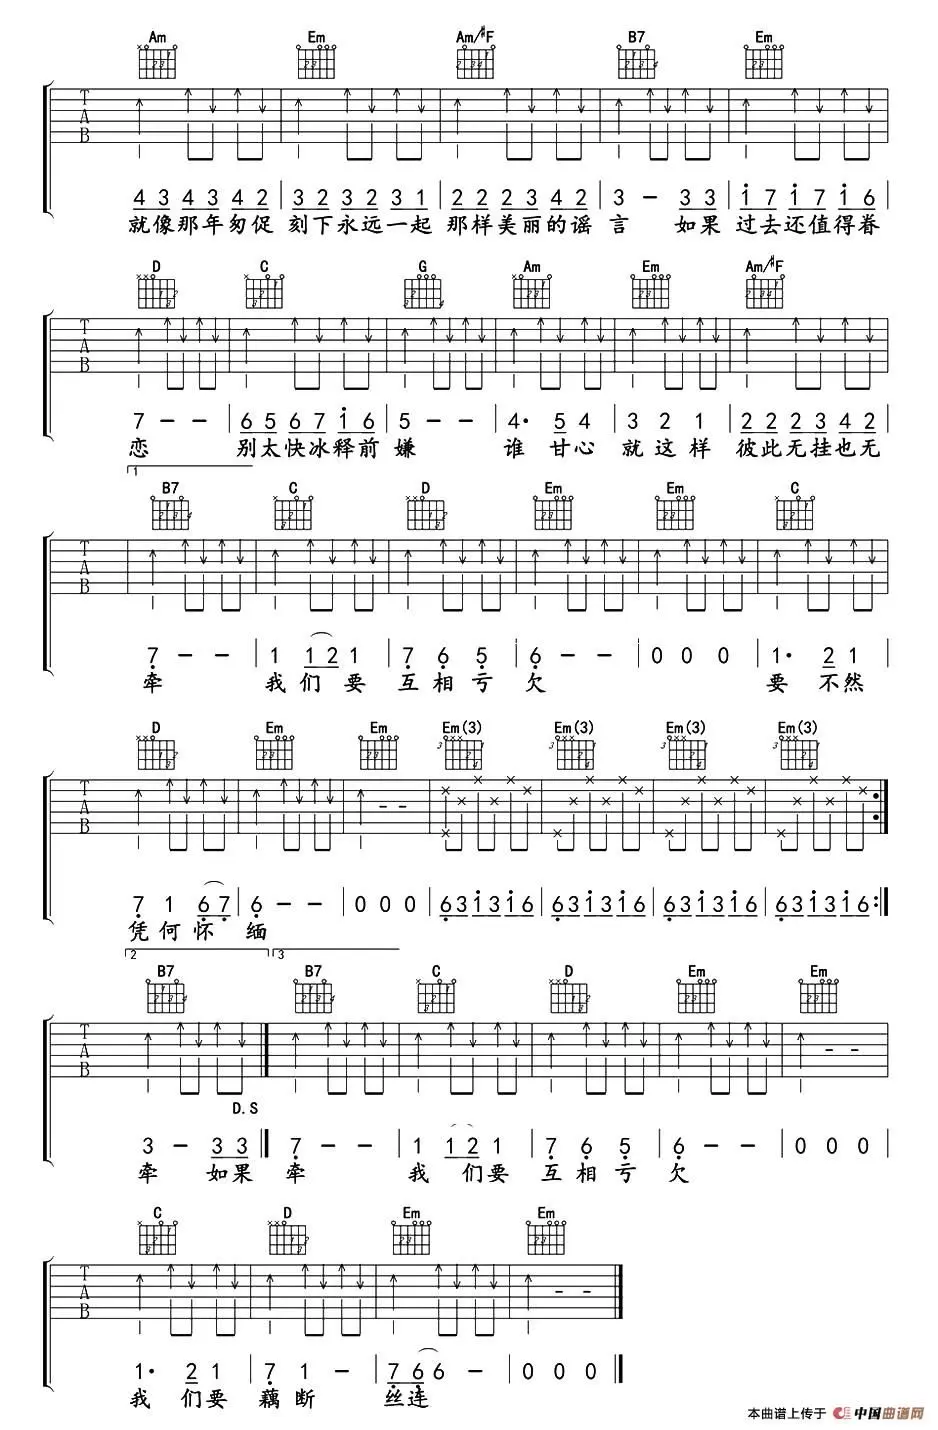 Am Em Am/#F B7 Em
T A B
4 3 4 3 4 2 | 3 2 3 2 3 1 | 2 2 2 3 4 2 | 3 - 3 3 | 1 7 1 7 1 6
就像那年匆促 刻下永远一起 那样美丽的谣 言 如果 过去还值得眷
D C G Am Em Am/#F
T A B
7 - - | 6 5 6 7 1 6 | 5 - - | 4· 5 4 | 3 2 1 | 2 2 2 3 4 2
恋 别太快冰释前 嫌 谁 甘心 就这样 彼此无挂也无
1
B7 C D Em Em C
T A B
7 - - | 1 1 2 1 | 7 6 5 | 6 - - | 0 0 0 | 1· 2 1
牵 我们要 互相亏 欠 要 不然
D Em Em Em(3) Em(3) Em(3) Em(3)
T A B
7 1 6 7 | 6 - - | 0 0 0 | 6 3 1 3 1 6 | 6 3 1 3 1 6 | 6 3 1 3 1 6 | 6 3 1 3 1 6 :
凭何怀 缅
2 3
B7 B7 C D Em Em
T A B
D.S
3 - 3 3 | 7 - - | 1 1 2 1 | 7 6 5 | 6 - - | 0 0 0
牵 如果 牵 我 们要 互相亏 欠
C D Em Em
T A B
1· 2 1 | 7 1 - | 7 6 6 | 0 0 0
我 们要 藕断 丝连
本曲谱上传于 中国曲谱网